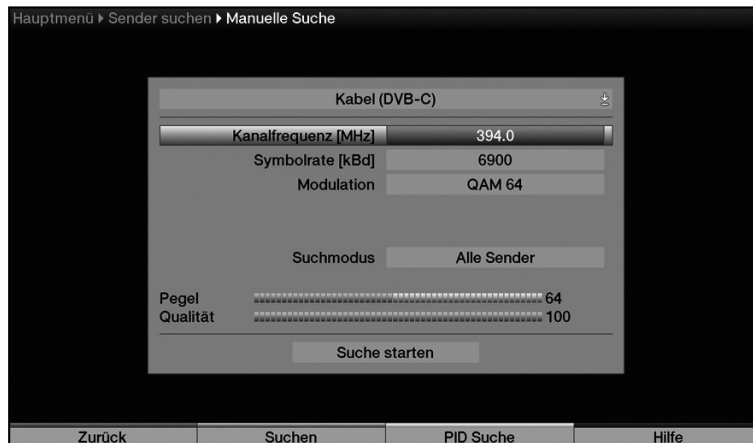 Hauptmenü ▸ Sender suchen ▸ Manuelle Suche
Kabel (DVB-C)
Kanalfrequenz [MHz] 394.0
Symbolrate [kBd] 6900
Modulation QAM 64
Suchmodus Alle Sender
Pegel 64
Qualität 100
Suche starten
Zurück Suchen PID Suche Hilfe